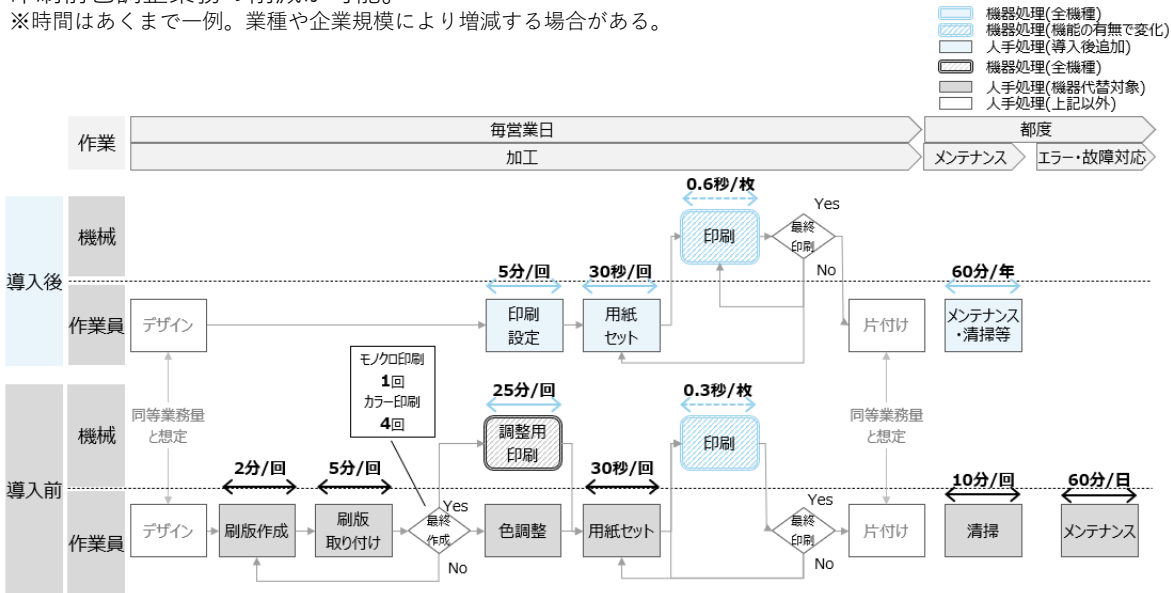 ※時間はあくまで一例。業種や企業規模により増減する場合がある。
機器処理(全機種)
機器処理(機能の有無で変化)
人手処理(導入後追加)
機器処理(全機種)
人手処理(機器代替対象)
人手処理(上記以外)
作業
毎営業日
都度
加工
メンテナンス
エラー・故障対応
導入後
機械
0.6秒/枚
印刷
最終
印刷
Yes
No
作業員
デザイン
5分/回
印刷
設定
30秒/回
用紙
セット
片付け
60分/年
メンテナンス
・清掃等
同等業務量
と想定
同等業務量
と想定
モノクロ印刷
1回
カラー印刷
4回
導入前
機械
25分/回
調整用
印刷
0.3秒/枚
印刷
作業員
デザイン
2分/回
刷版作成
5分/回
刷版
取り付け
最終
作成
Yes
No
色調整
30秒/回
用紙セット
最終
印刷
Yes
No
片付け
10分/回
清掃
60分/日
メンテナンス